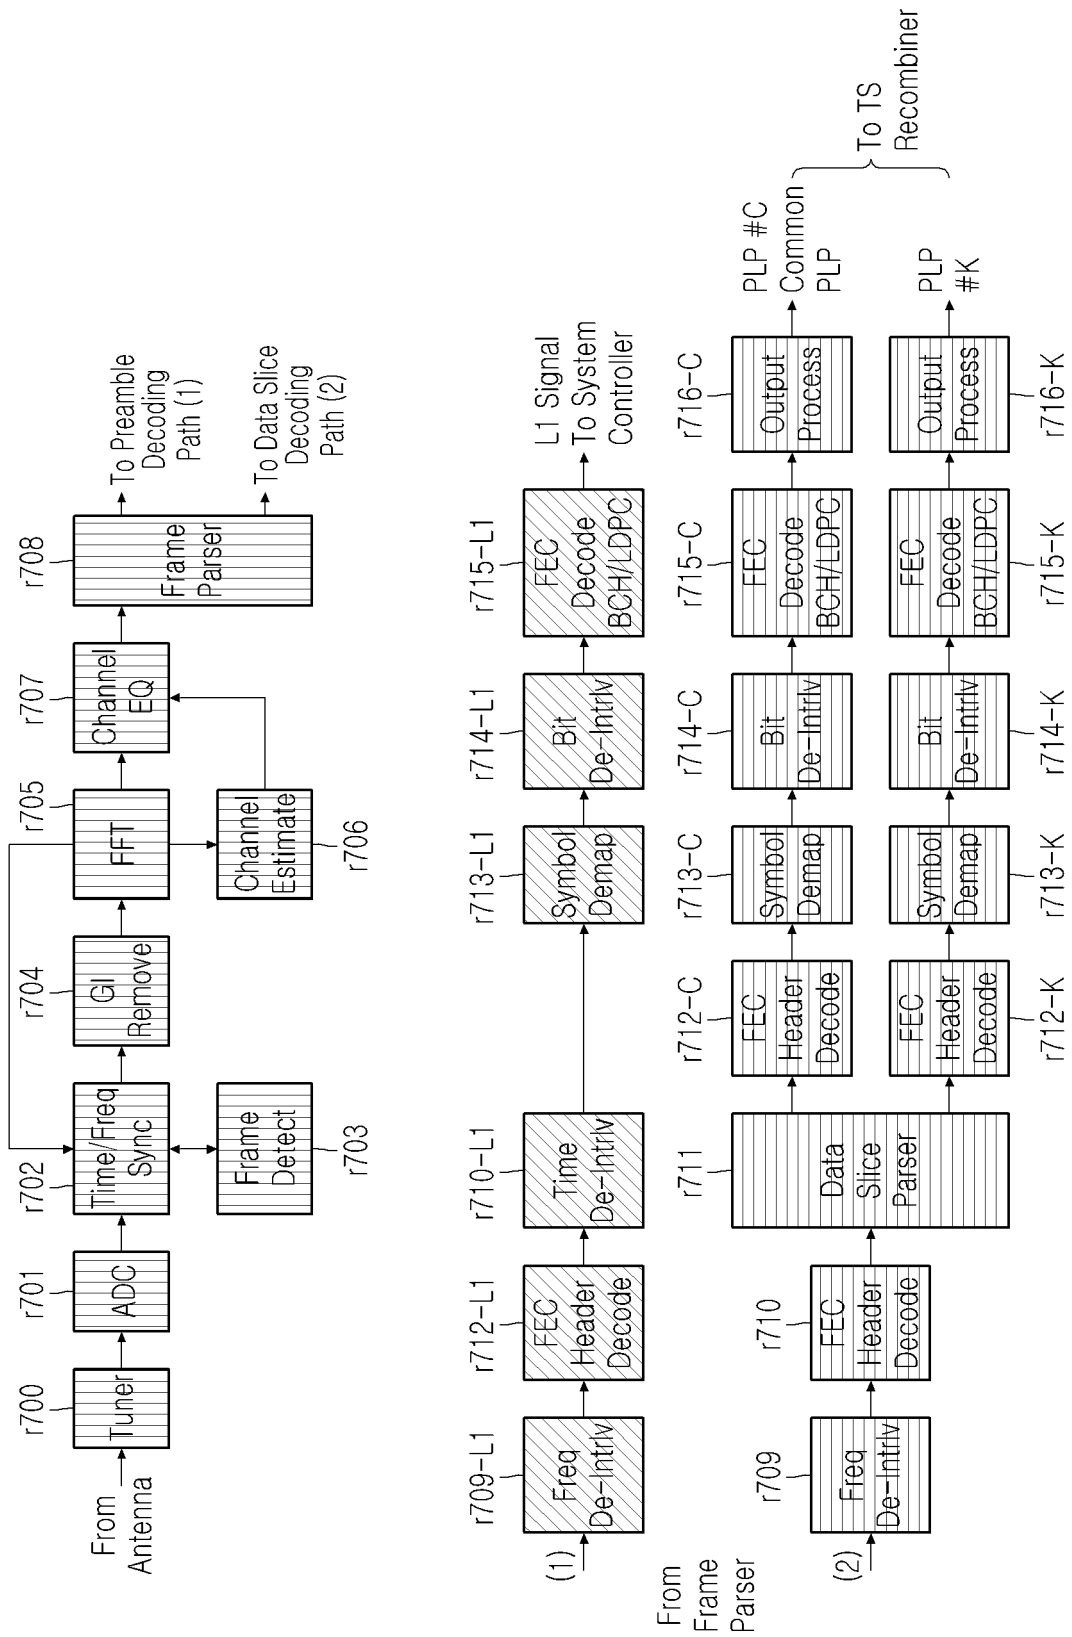 From
Antenna
r700
Tuner
r701
ADC
r702
Time/Freq
Sync
Frame
Detect
r703
r704
GI
Remove
r705
FFT
Channel
Estimate
r706
r707
Channel
EQ
r708
Frame
Parser
To Preamble
Decoding
Path (1)
To Data Slice
Decoding
Path (2)
From
Frame
Parser
(1)
r709-L1
Freq
De-Intrlv
r712-L1
FEC
Header
Decode
r710-L1
Time
De-Intrlv
r713-L1
Symbol
Demap
r714-L1
Bit
De-Intrlv
r715-L1
FEC
Decode
BCH/LDPC
L1 Signal
To System
Controller
(2)
r709
Freq
De-Intrlv
r710
FEC
Header
Decode
r711
Data
Slice
Parser
r712-C
FEC
Header
Decode
r713-C
Symbol
Demap
r714-C
Bit
De-Intrlv
r715-C
FEC
Decode
BCH/LDPC
r716-C
Output
Process
PLP #C
Common
PLP
FEC
Header
Decode
r712-K
Symbol
Demap
r713-K
Bit
De-Intrlv
r714-K
FEC
Decode
BCH/LDPC
r715-K
Output
Process
r716-K
PLP
#K
To TS
Recombiner